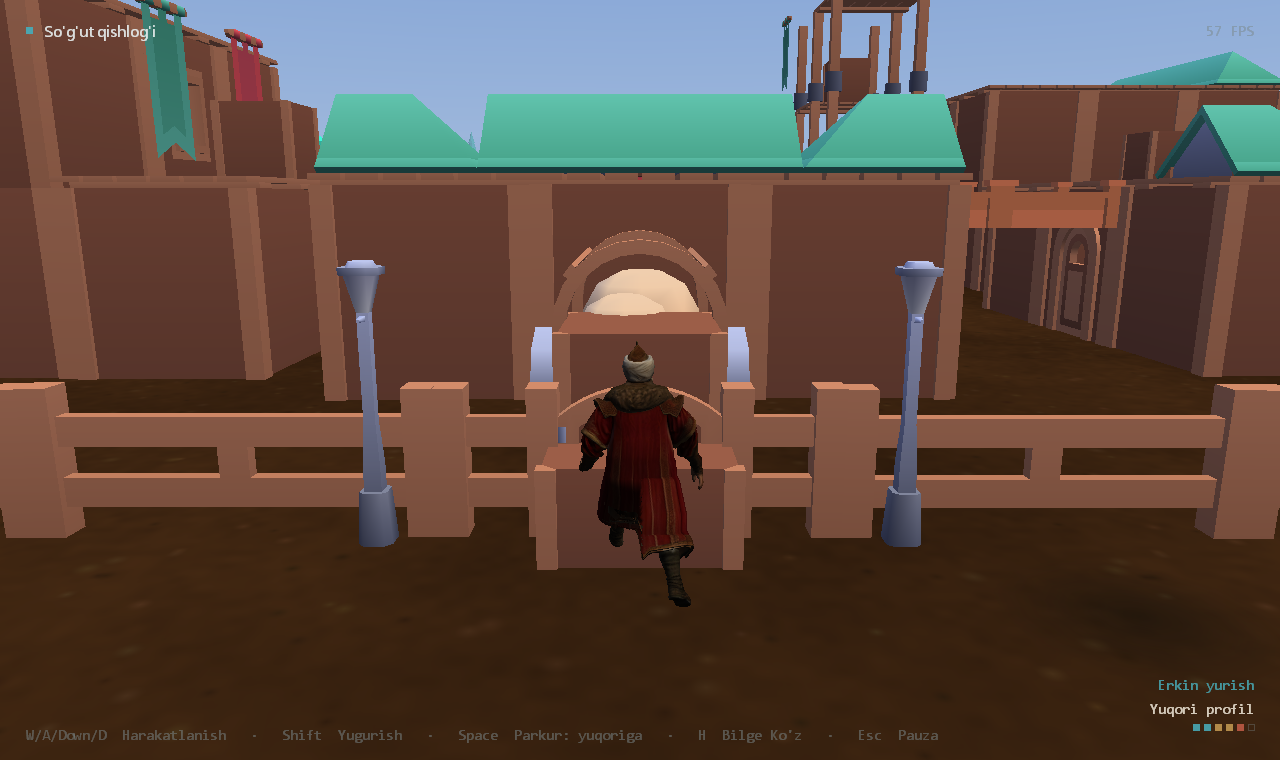 So'g'ut qishlog'i
57 FPS
Erkin yurish
Yuqori profil
W/A/Down/D Harakatlanish · Shift Yugurish · Space Parkur: yuqoriga · H Bilge Ko'z · Esc Pauza